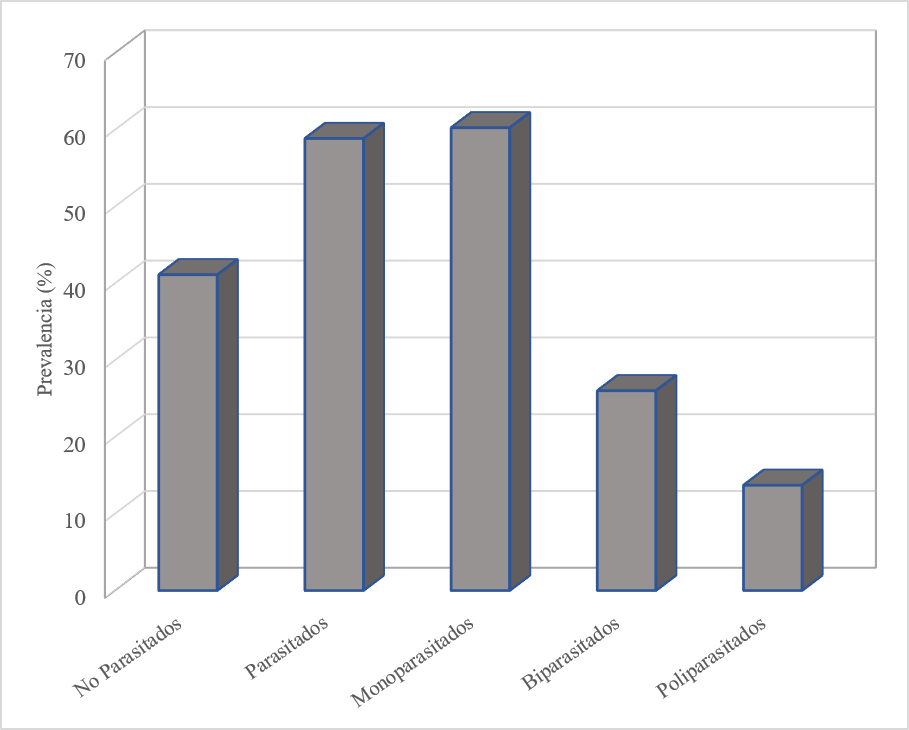 70
60
50
40
30
20
10
0
Prevalencia (%)
No Parasitados
Parasitados
Monoparasitados
Biparasitados
Poliparasitados